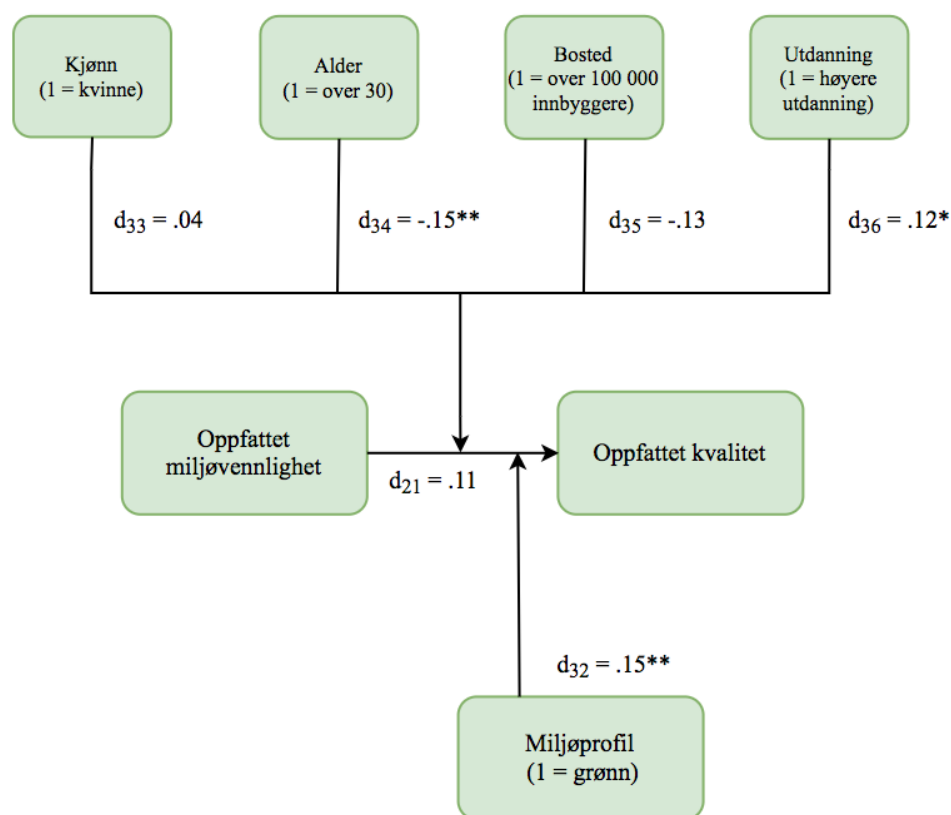 Kjønn
(1 = kvinne)
Alder
(1 = over 30)
Bosted
(1 = over 100 000
innbyggere)
Utdanning
(1 = høyere
utdanning)
d33 = .04
d34 = -.15**
d35 = -.13
d36 = .12*
Oppfattet
miljøvennlighet
d21 = .11
Oppfattet kvalitet
d32 = .15**
Miljøprofil
(1 = grønn)